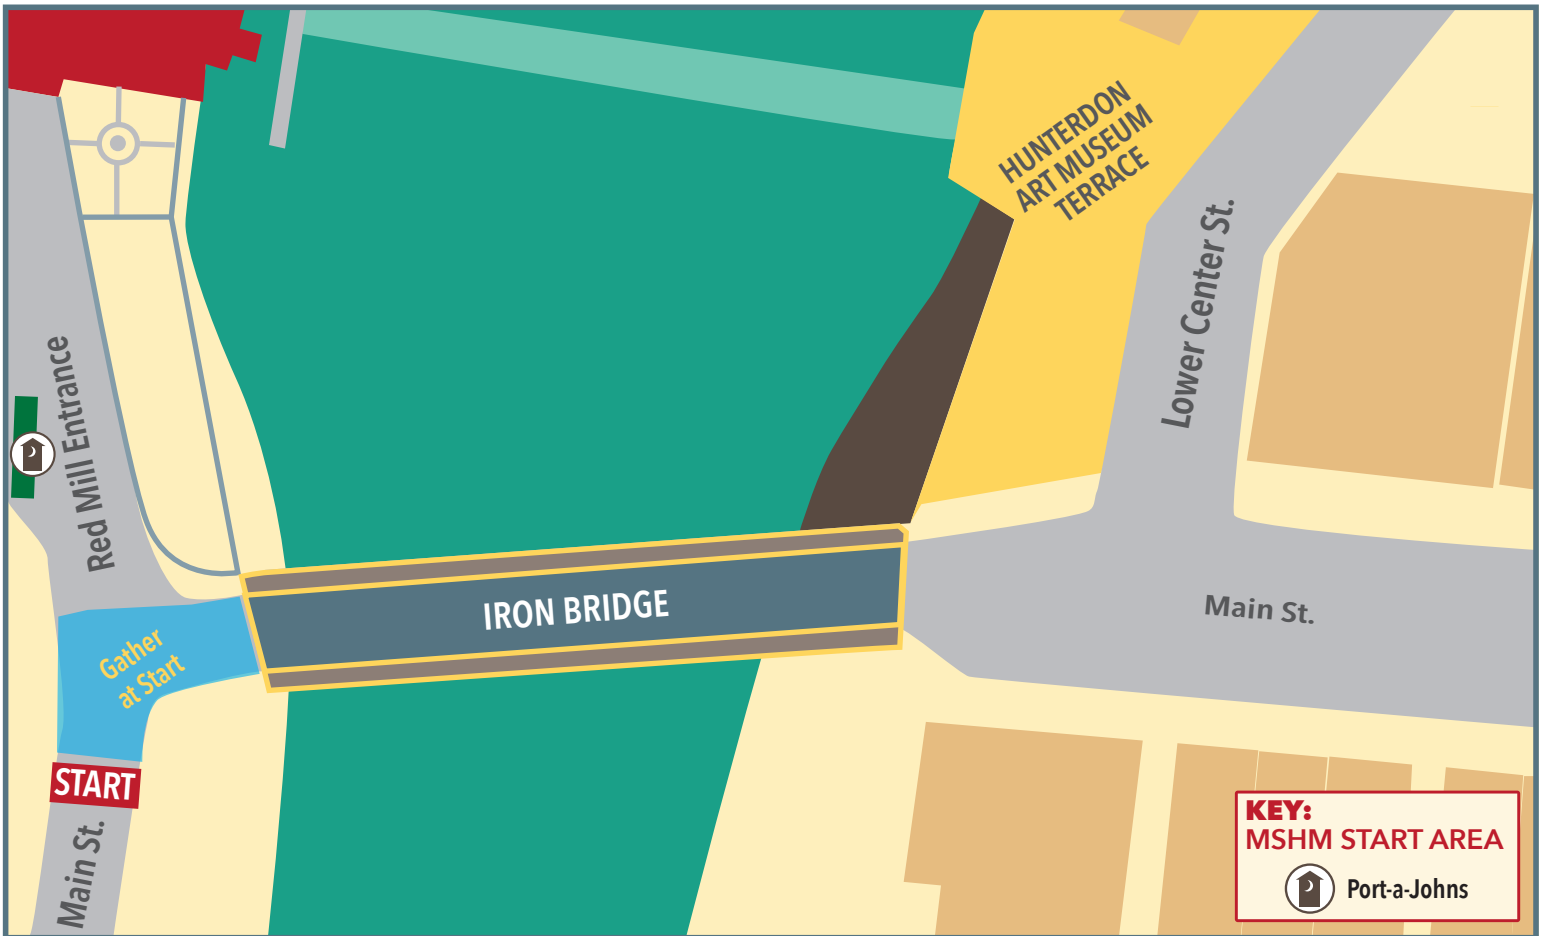 HUNTERDON
ART MUSEUM
TERRACE
Lower Center St.
Red Mill Entrance
IRON BRIDGE
Main St.
Gather
at Start
START
Main St.
KEY:
MSHM START AREA
Port-a-Johns